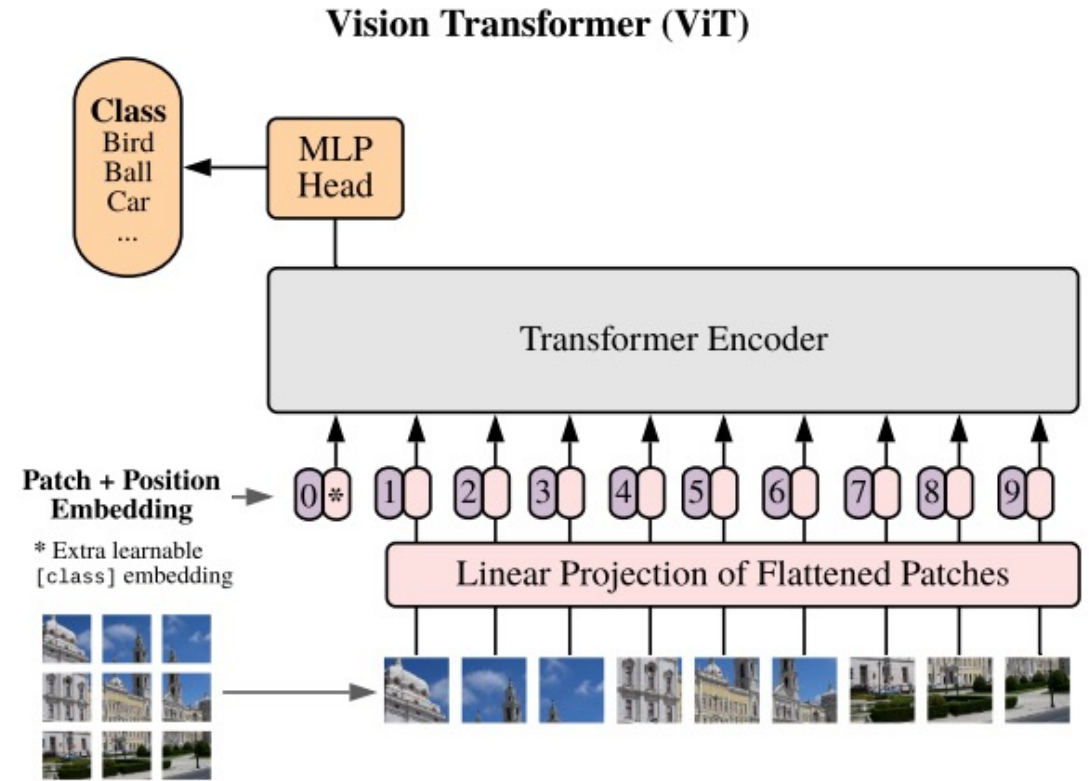 Vision Transformer (ViT)
Class
Bird
Ball
Car
...
MLP
Head
Transformer Encoder
Patch + Position
Embedding
0 * 1 2 3 4 5 6 7 8 9
* Extra learnable
[class] embedding
Linear Projection of Flattened Patches